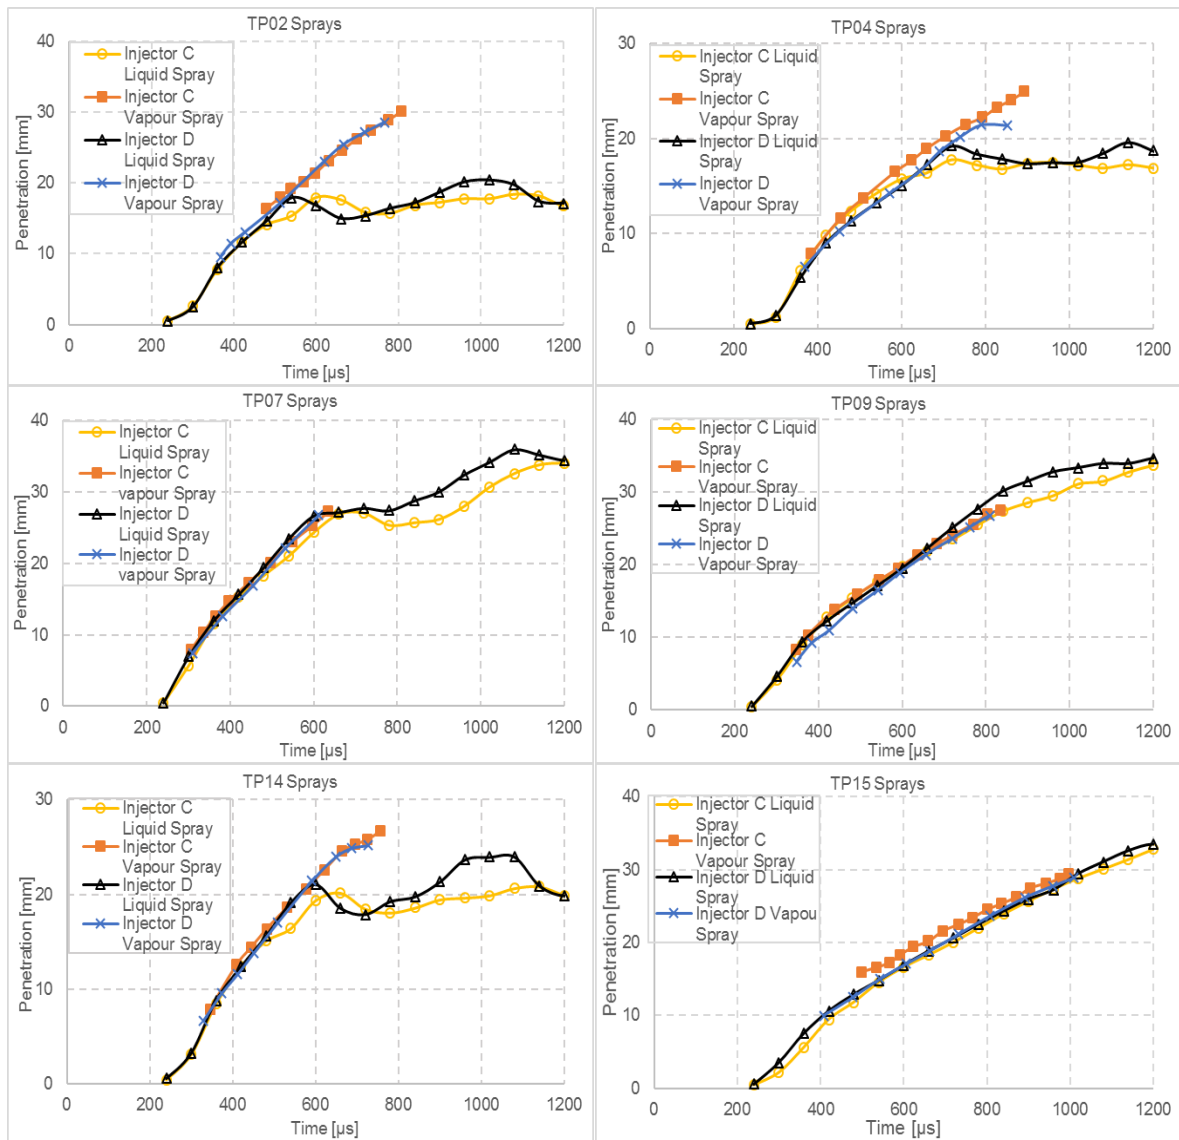 TP02 Sprays
40
30
20
10
0
Penetration [mm]
Injector C
Liquid Spray
Injector C
Vapour Spray
Injector D
Liquid Spray
Injector D
Vapour Spray
0 200 400 600 800 1000 1200
Time [µs]
TP04 Sprays
30
20
10
0
Penetration [mm]
Injector C Liquid
Spray
Injector C
Vapour Spray
Injector D Liquid
Spray
Injector D
Vapour Spray
0 200 400 600 800 1000 1200
Time [µs]
TP07 Sprays
40
30
20
10
0
Penetration [mm]
Injector C
Liquid Spray
Injector C
vapour Spray
Injector D
Liquid Spray
Injector D
vapour Spray
0 200 400 600 800 1000 1200
Time [µs]
TP09 Sprays
40
30
20
10
0
Penetration [mm]
Injector C Liquid
Spray
Injector C
Vapour Spray
Injector D Liquid
Spray
Injector D
Vapour Spray
0 200 400 600 800 1000 1200
Time [µs]
TP14 Sprays
30
20
10
0
Penetration [mm]
Injector C
Liquid Spray
Injector C
Vapour Spray
Injector D
Liquid Spray
Injector D
Vapour Spray
0 200 400 600 800 1000 1200
Time [µs]
TP15 Sprays
40
30
20
10
0
Penetration [mm]
Injector C Liquid
Spray
Injector C
Vapour Spray
Injector D Liquid
Spray
Injector D Vapou
Spray
0 200 400 600 800 1000 1200
Time [µs]